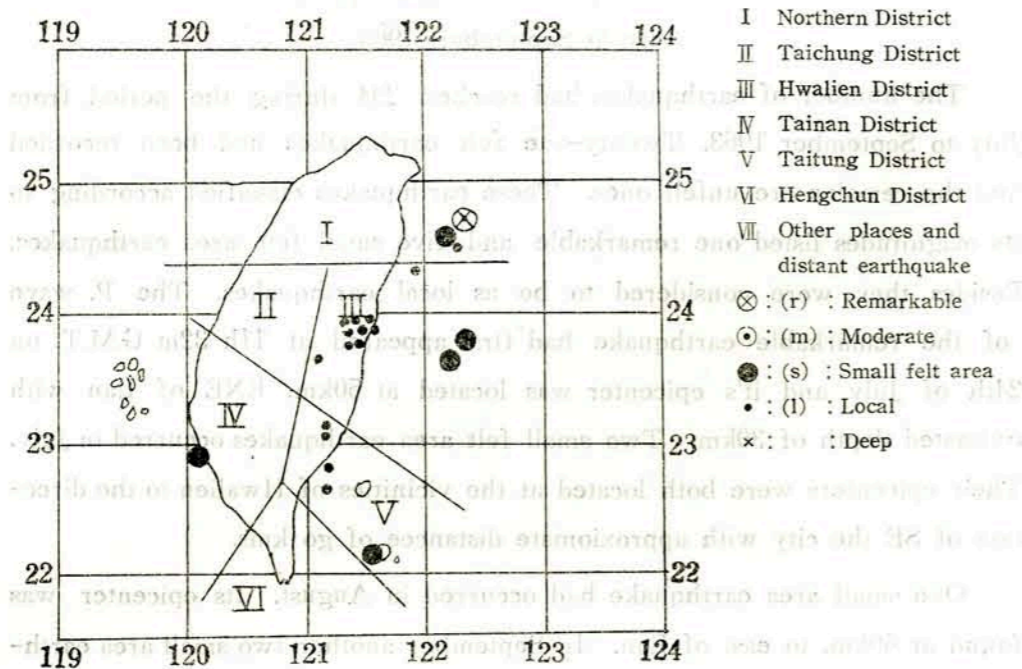 119 120 121 122 123 124
I Northern District
II Taichung District
III Hwalien District
IV Tainan District
V Taitung District
VI Hengchun District
VII Other places and
distant earthquake
⊗ : (r) : Remarkable
⊙ : (m) : Moderate
● : (s) : Small felt area
• : (l) : Local
× : : Deep
25 25
I
24 24
II III
IV
23 23
V
22 22
VI
119 120 121 122 123 124